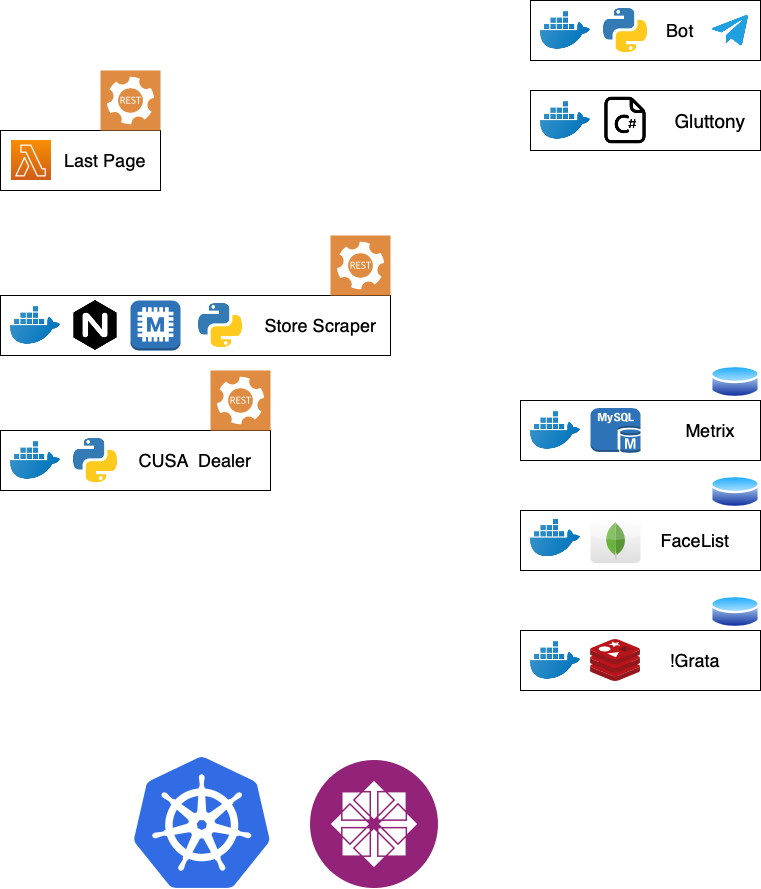 Bot
C#
Gluttony
REST
Last Page
REST
N
M
Store Scraper
REST
CUSA Dealer
MySQL
M
Metrix
FaceList
!Grata